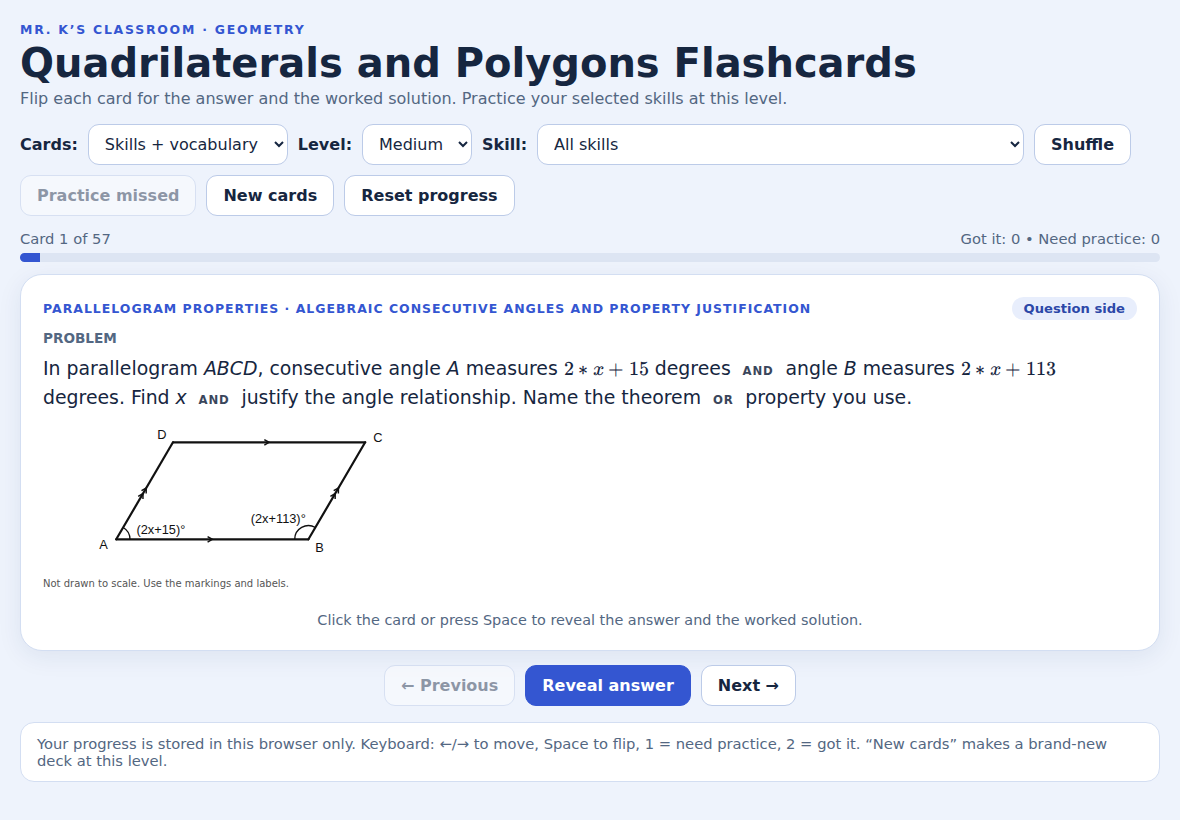 MR. K’S CLASSROOM · GEOMETRY
Quadrilaterals and Polygons Flashcards
Flip each card for the answer and the worked solution. Practice your selected skills at this level.
Cards: Skills + vocabulary Level: Medium Skill: All skills Shuffle
Practice missed New cards Reset progress
Card 1 of 57 Got it: 0 • Need practice: 0
PARALLELOGRAM PROPERTIES · ALGEBRAIC CONSECUTIVE ANGLES AND PROPERTY JUSTIFICATION Question side
PROBLEM
In parallelogram ABCD, consecutive angle A measures 2 ∗ x + 15 degrees AND angle B measures 2 ∗ x + 113
degrees. Find x AND justify the angle relationship. Name the theorem OR property you use.
D C
(2x+15)° (2x+113)°
A B
Not drawn to scale. Use the markings and labels.
Click the card or press Space to reveal the answer and the worked solution.
← Previous Reveal answer Next →
Your progress is stored in this browser only. Keyboard: ←/→ to move, Space to flip, 1 = need practice, 2 = got it. “New cards” makes a brand-new
deck at this level.